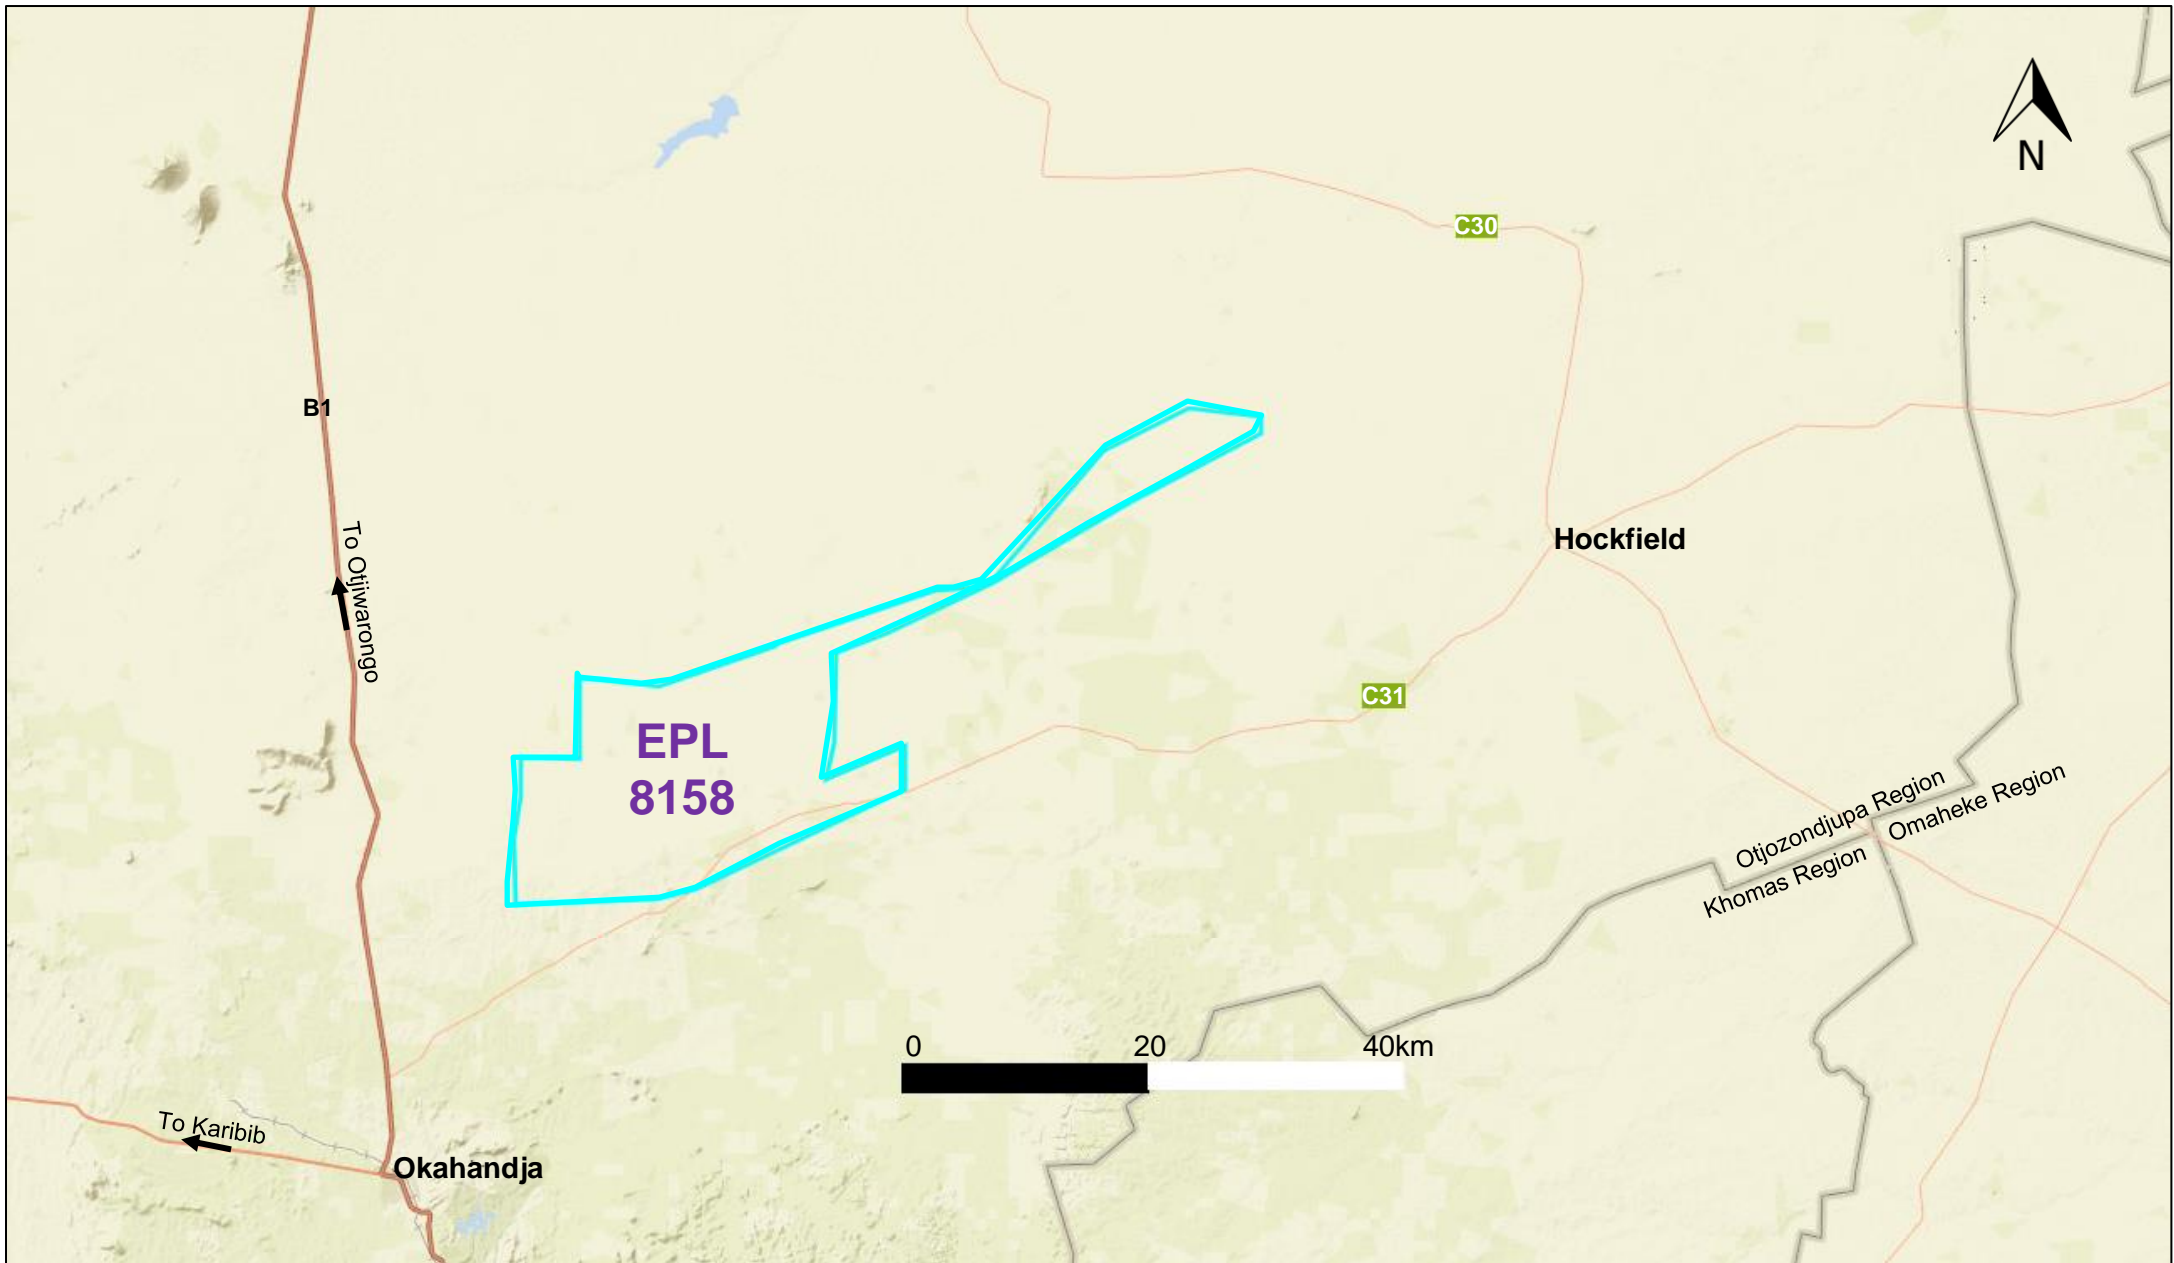 N
C30
B1
To Otjiwarongo
Hockfield
C31
EPL
8158
Otjozondjupa Region
Omaheke Region
Khomas Region
0 20 40km
To Karibib
Okahandja